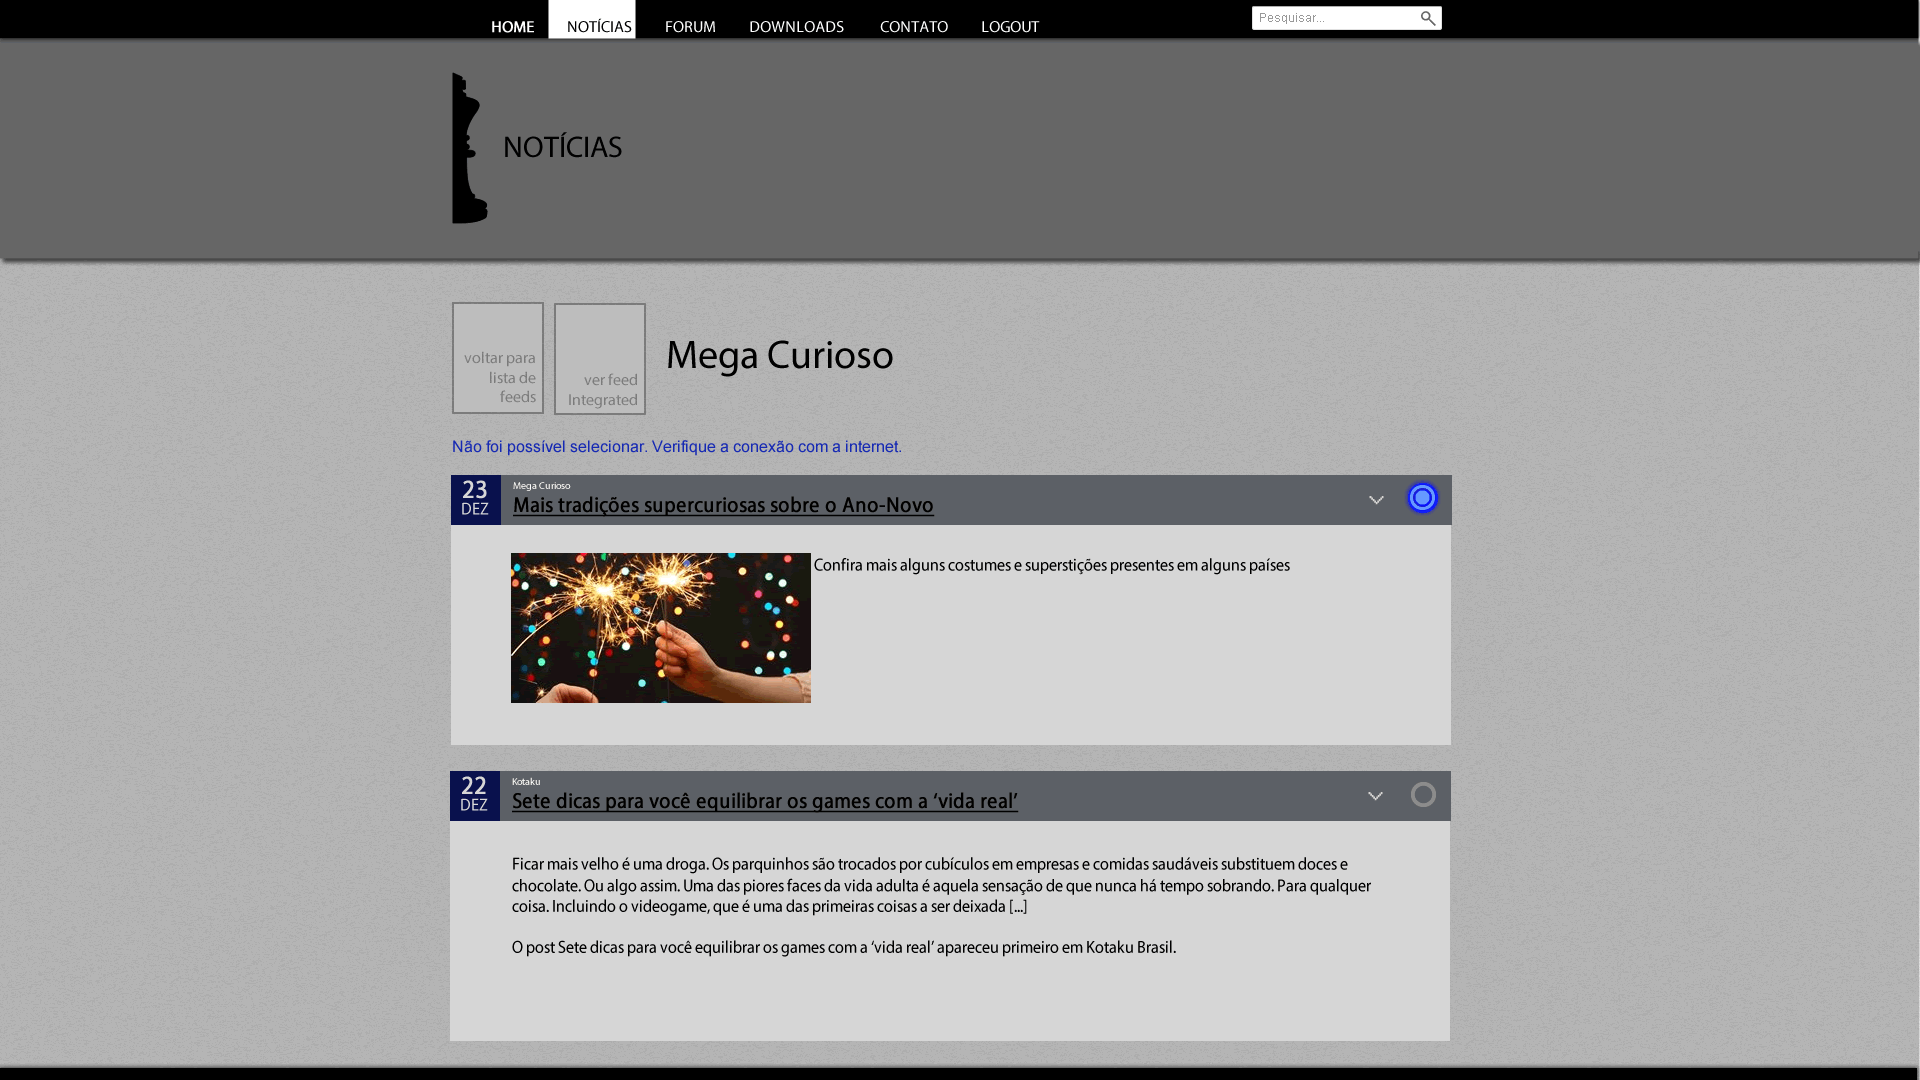 HOME NOTÍCIAS FORUM DOWNLOADS CONTATO LOGOUT Pesquisar...
NOTÍCIAS
voltar para
lista de
feeds
ver feed
Integrated
Mega Curioso
Não foi possível selecionar. Verifique a conexão com a internet.
23
DEZ
Mega Curioso
Mais tradições supercuriosas sobre o Ano-Novo
Confira mais alguns costumes e superstições presentes em alguns países
22
DEZ
Kotaku
Sete dicas para você equilibrar os games com a ‘vida real’
Ficar mais velho é uma droga. Os parquinhos são trocados por cubículos em empresas e comidas saudáveis substituem doces e
chocolate. Ou algo assim. Uma das piores faces da vida adulta é aquela sensação de que nunca há tempo sobrando. Para qualquer
coisa. Incluindo o videogame, que é uma das primeiras coisas a ser deixada [...]
O post Sete dicas para você equilibrar os games com a ‘vida real’ apareceu primeiro em Kotaku Brasil.